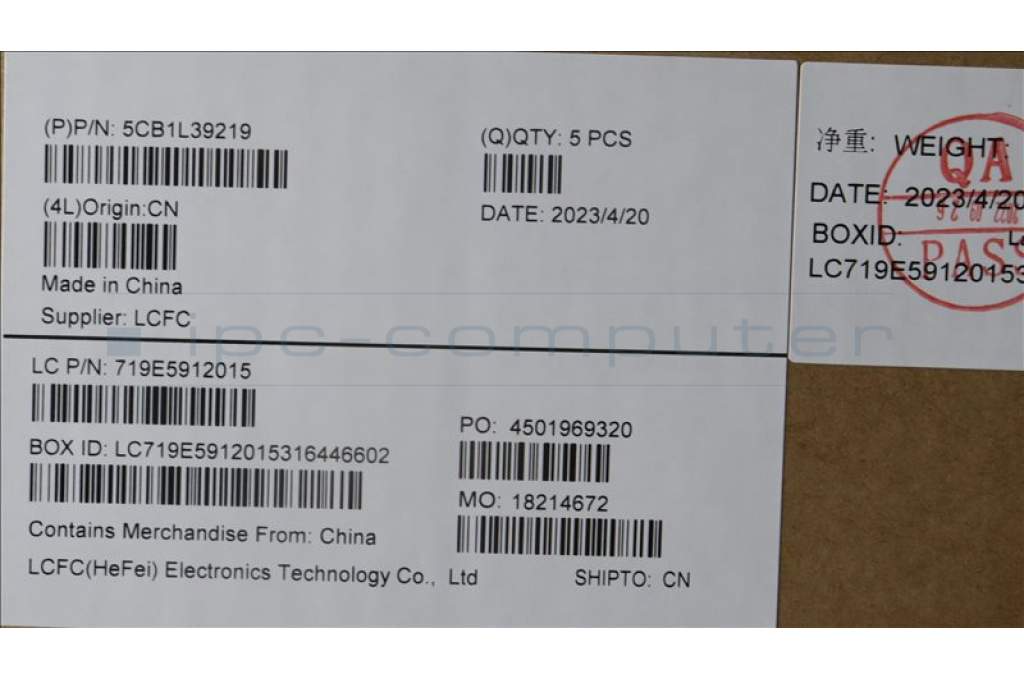 (P)P/N: 5CB1L39219
(4L)Origin:CN
Made in China
Supplier: LCFC
(Q)QTY: 5 PCS
DATE: 2023/4/20
LC P/N: 719E5912015
BOX ID: LC719E5912015316446602
Contains Merchandise From: China
LCFC(HeFei) Electronics Technology Co., Ltd
PO: 4501969320
MO: 18214672
SHIPTO: CN
净重: WEIGHT:
DATE: 2023/4/20
BOXID:
LC719E59120153
QA
PASS
ipc-computer